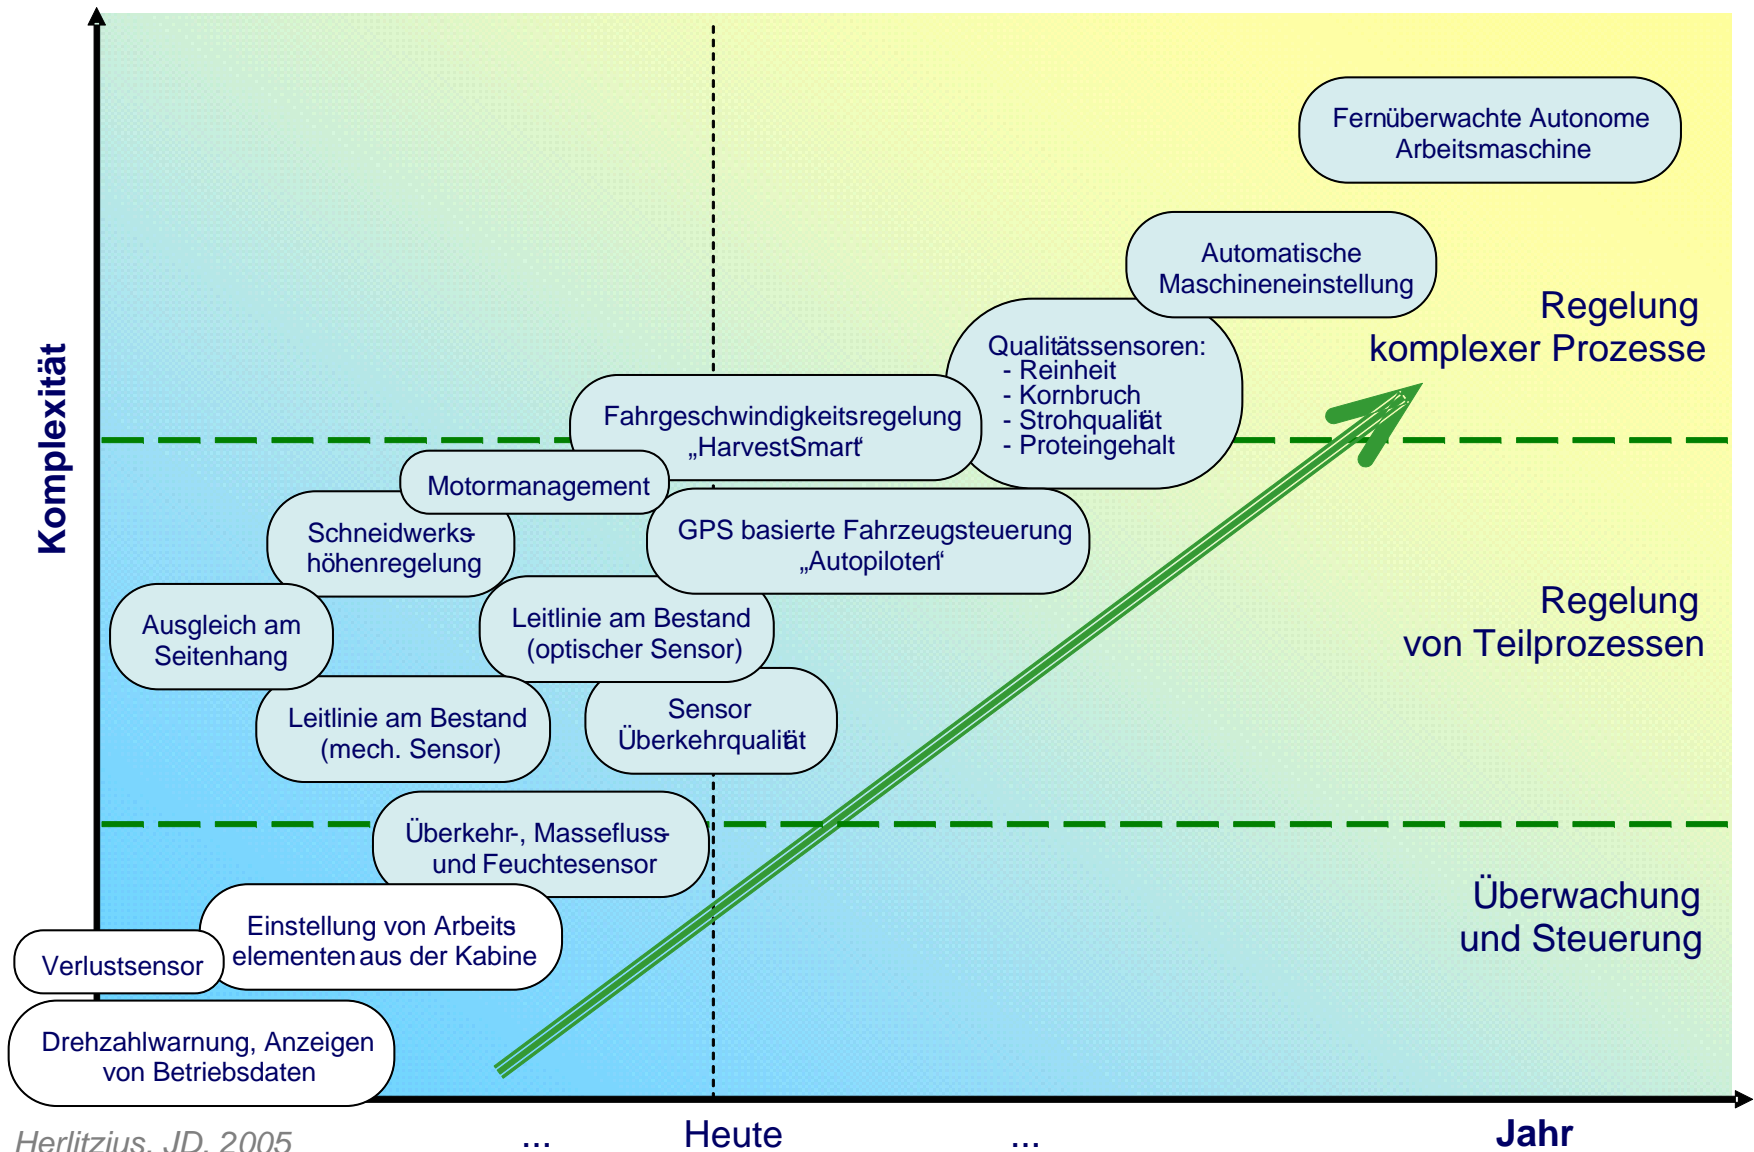 Komplexität
Fernüberwachte Autonome
Arbeitsmaschine
Automatische
Maschineneinstellung
Regelung
komplexer Prozesse
Qualitätssensoren:
- Reinheit
- Kornbruch
- Strohqualität
- Proteingehalt
Fahrgeschwindigkeitsregelung
„HarvestSmart“
Motormanagement
Schneidwerks-
höhenregelung
GPS basierte Fahrzeugsteuerung
„Autopiloten“
Ausgleich am
Seitenhang
Leitlinie am Bestand
(optischer Sensor)
Regelung
von Teilprozessen
Leitlinie am Bestand
(mech. Sensor)
Sensor
Überkehrqualität
Überkehr-, Massefluss-
und Feuchtesensor
Einstellung von Arbeits-
elementen aus der Kabine
Überwachung
und Steuerung
Verlustsensor
Drehzahlwarnung, Anzeigen
von Betriebsdaten
Herlitzius, JD, 2005
... Heute ... Jahr